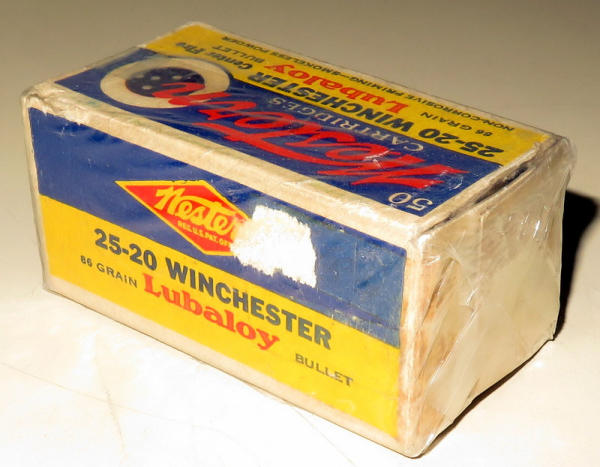 50
Western
CARTRIDGES
25-20 WINCHESTER Center Fire
86 GRAIN Lubaloy BULLET
NON-CORROSIVE PRIMING-SMOKELESS POWDER
Western
REG. U.S. PAT. OFF.
25-20 WINCHESTER
86 GRAIN Lubaloy BULLET